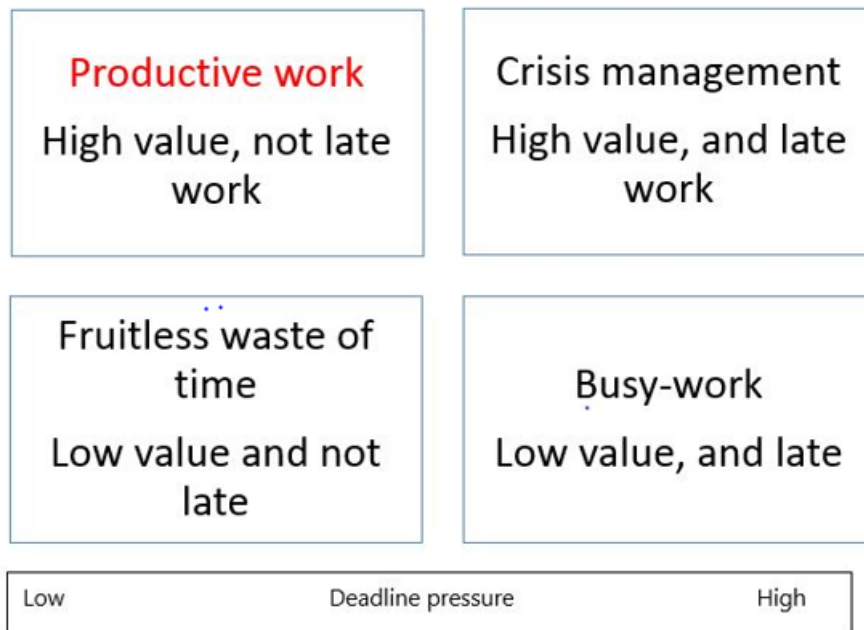 Productive work
High value, not late
work
Crisis management
High value, and late
work
Fruitless waste of
time
Low value and not
late
Busy-work
Low value, and late
Low Deadline pressure High